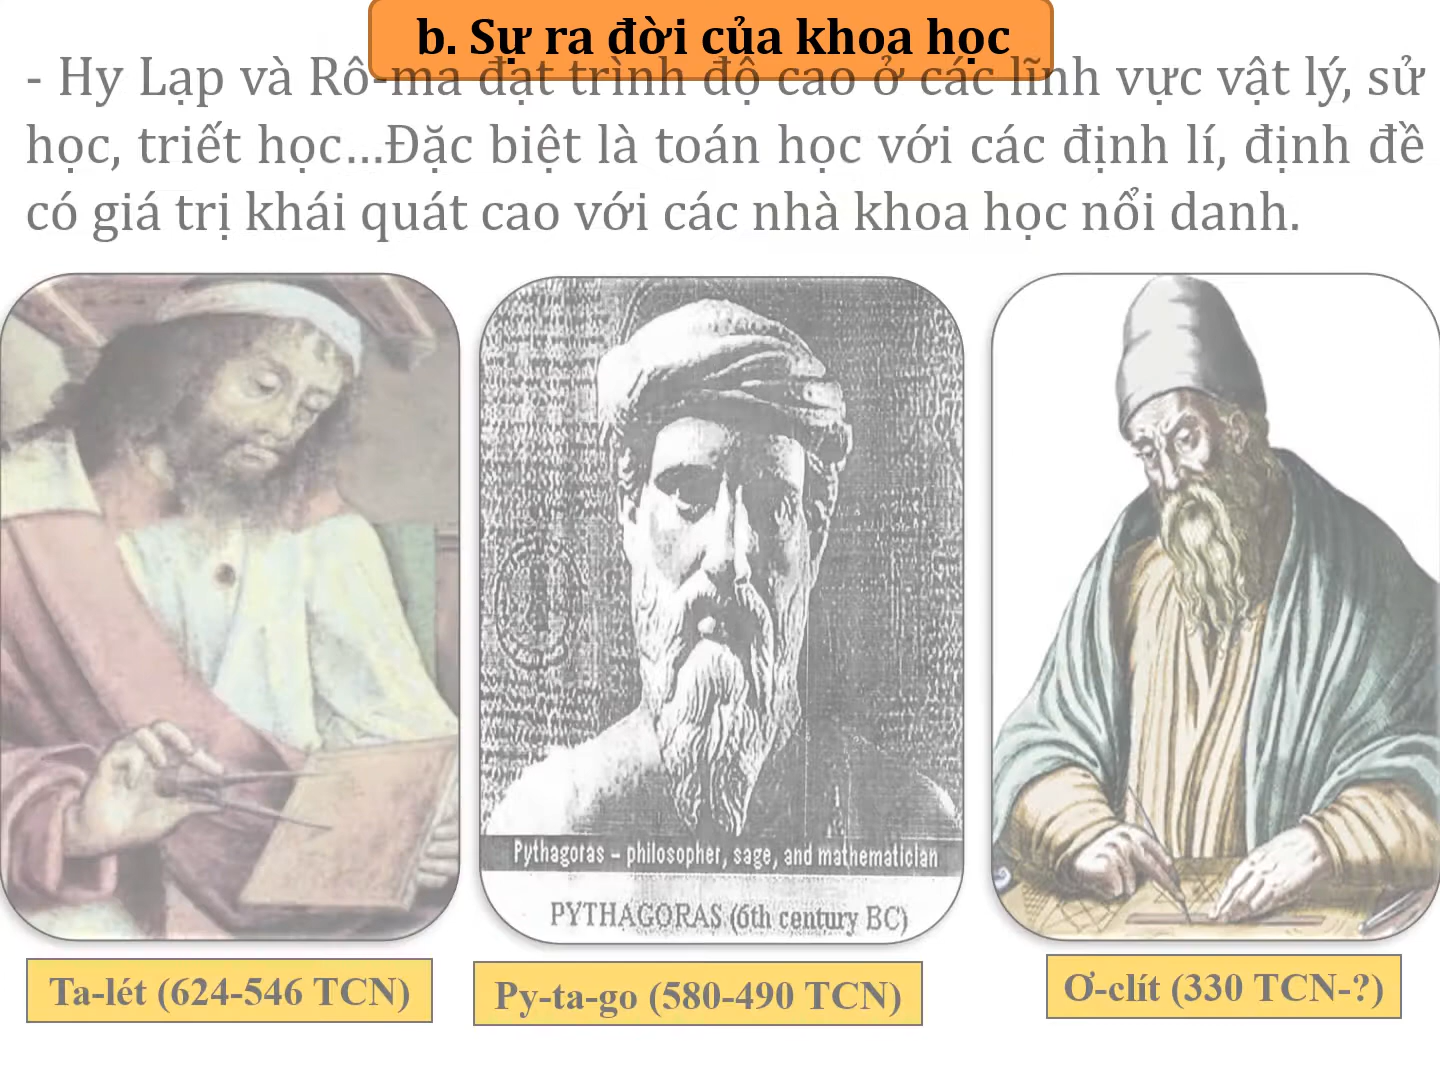 b. Sự ra đời của khoa học
- Hy Lạp và Rô-ma đạt trình độ cao ở các lĩnh vực vật lý, sử
học, triết học...Đặc biệt là toán học với các định lí, định đề
có giá trị khái quát cao với các nhà khoa học nổi danh.
Pythagoras – philosopher, sage, and mathematician
PYTHAGORAS (6th century BC)
Ta-lét (624-546 TCN)
Py-ta-go (580-490 TCN)
Ơ-clít (330 TCN-?)